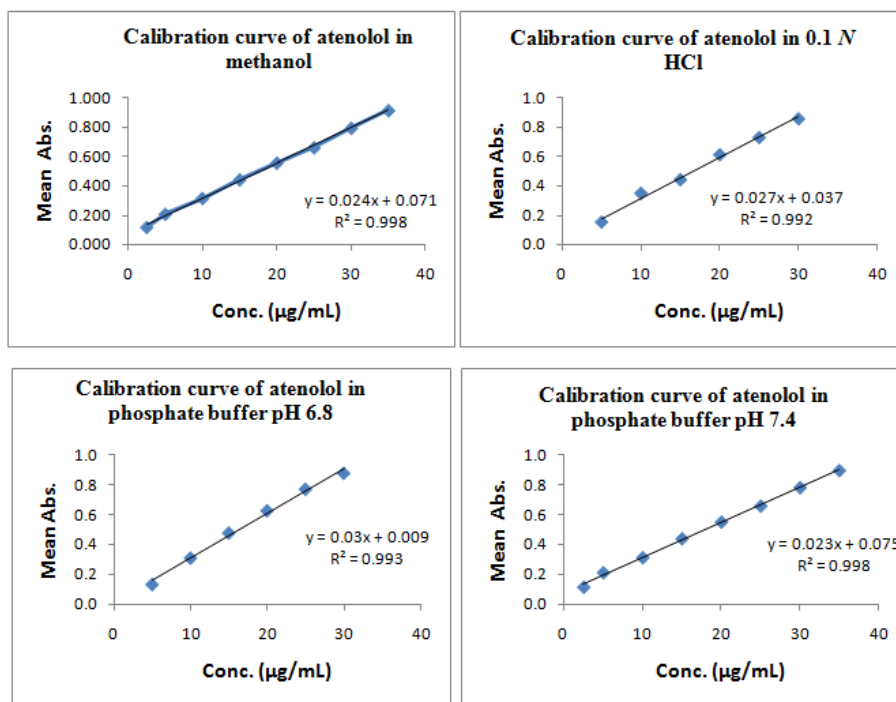 Calibration curve of atenolol in
methanol
1.000
0.800
0.600
0.400
0.200
0.000
Mean Abs.
y = 0.024x + 0.071
R² = 0.998
0 10 20 30 40
Conc. (µg/mL)
Calibration curve of atenolol in 0.1 N
HCl
1.0
0.8
0.6
0.4
0.2
0.0
Mean Abs.
y = 0.027x + 0.037
R² = 0.992
0 10 20 30 40
Conc. (µg/mL)
Calibration curve of atenolol in
phosphate buffer pH 6.8
1.0
0.8
0.6
0.4
0.2
0.0
Mean Abs.
y = 0.03x + 0.009
R² = 0.993
0 10 20 30 40
Conc. (µg/mL)
Calibration curve of atenolol in
phosphate buffer pH 7.4
1.0
0.8
0.6
0.4
0.2
0.0
Mean Abs.
y = 0.023x + 0.075
R² = 0.998
0 10 20 30 40
Conc. (µg/mL)